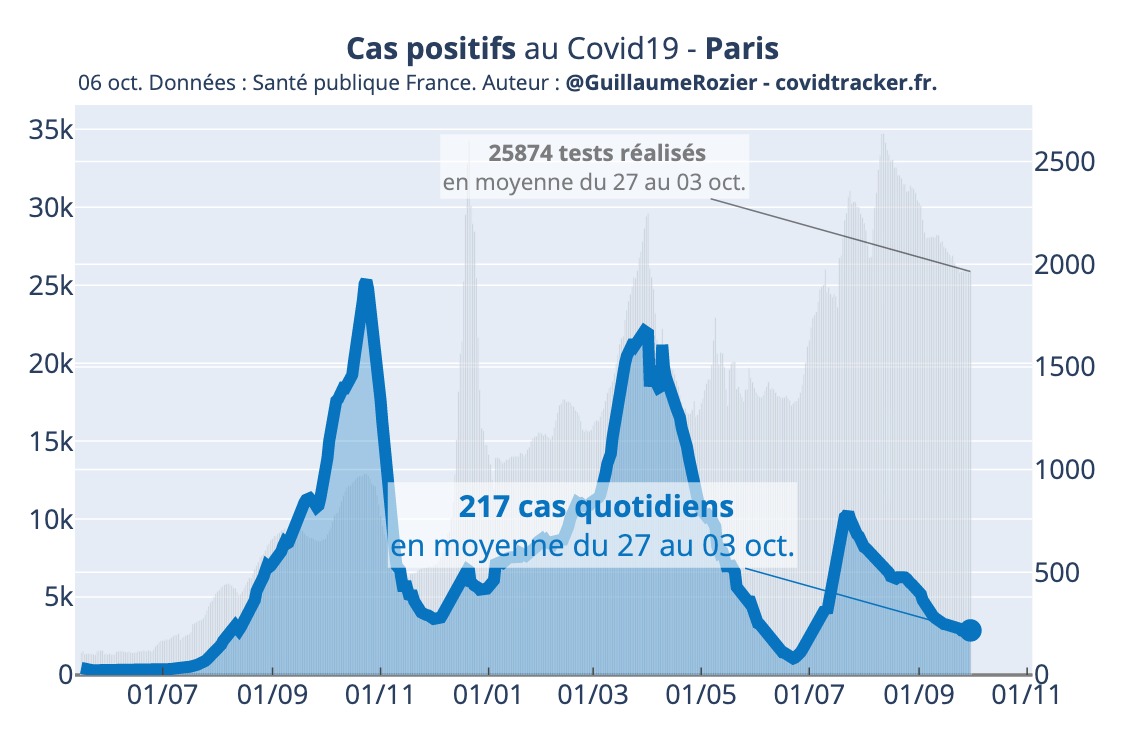 Cas positifs au Covid19 - Paris
06 oct. Données : Santé publique France. Auteur : @GuillaumeRozier - covidtracker.fr.
35k
30k
25k
20k
15k
10k
5k
0
25874 tests réalisés
en moyenne du 27 au 03 oct.
217 cas quotidiens
en moyenne du 27 au 03 oct.
2500
2000
1500
1000
500
0
01/07 01/09 01/11 01/01 01/03 01/05 01/07 01/09 01/11